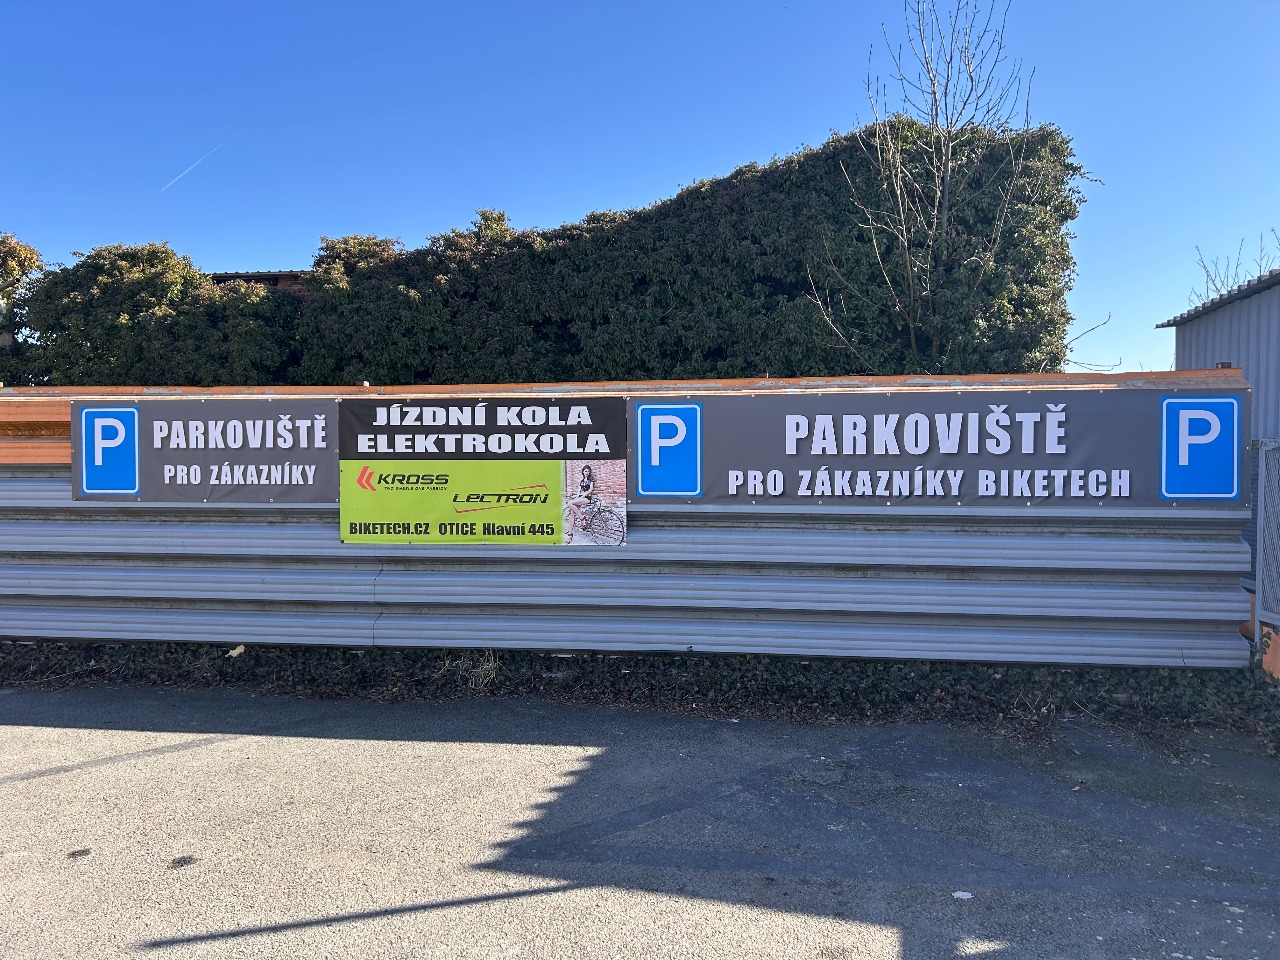 P
PARKOVIŠTĚ
PRO ZÁKAZNÍKY
JÍZDNÍ KOLA
ELEKTROKOLA
KROSS
LECTRON
BIKETECH.CZ OTICE Hlavní 445
P
PARKOVIŠTĚ
PRO ZÁKAZNÍKY BIKETECH
P